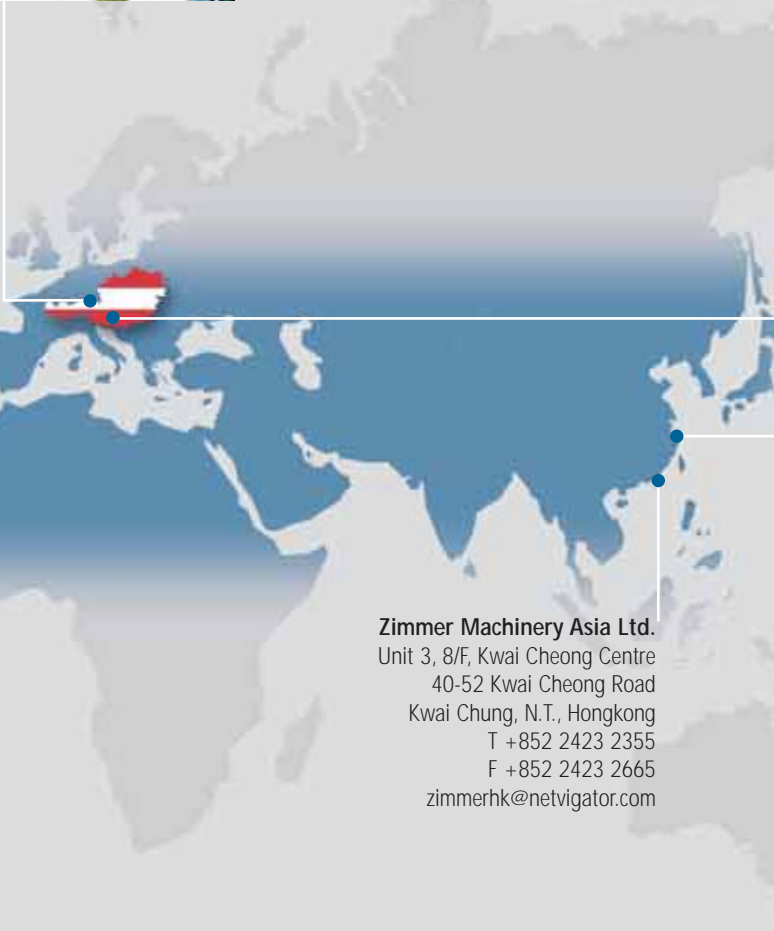 Zimmer Machinery Asia Ltd.
Unit 3, 8/F, Kwai Cheong Centre
40-52 Kwai Cheong Road
Kwai Chung, N.T., Hongkong
T +852 2423 2355
F +852 2423 2665
zimmerhk@netvigator.com